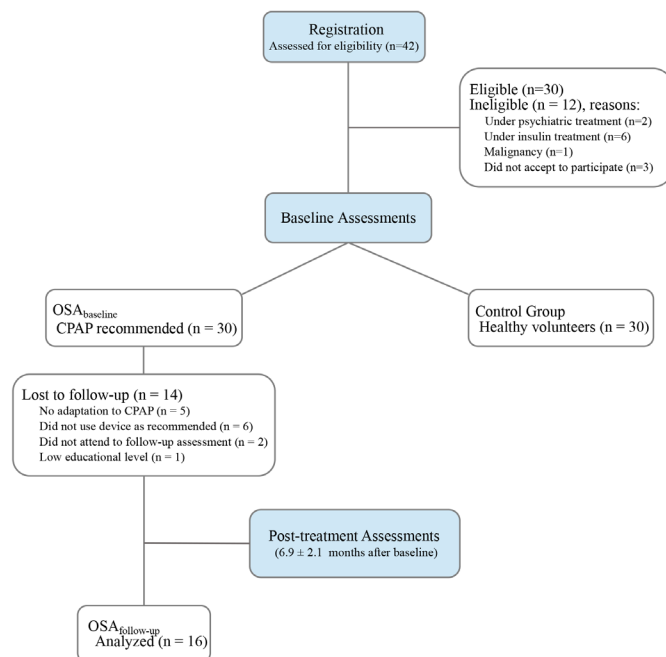 Registration
Assessed for eligibility (n=42)
Eligible (n=30)
Ineligible (n = 12), reasons:
Under psychiatric treatment (n=2)
Under insulin treatment (n=6)
Malignancy (n=1)
Did not accept to participate (n=3)
Baseline Assessments
OSAbaseline
CPAP recommended (n = 30)
Control Group
Healthy volunteers (n = 30)
Lost to follow-up (n = 14)
No adaptation to CPAP (n = 5)
Did not use device as recommended (n = 6)
Did not attend to follow-up assessment (n = 2)
Low educational level (n = 1)
Post-treatment Assessments
(6.9 ± 2.1 months after baseline)
OSAfollow-up
Analyzed (n = 16)